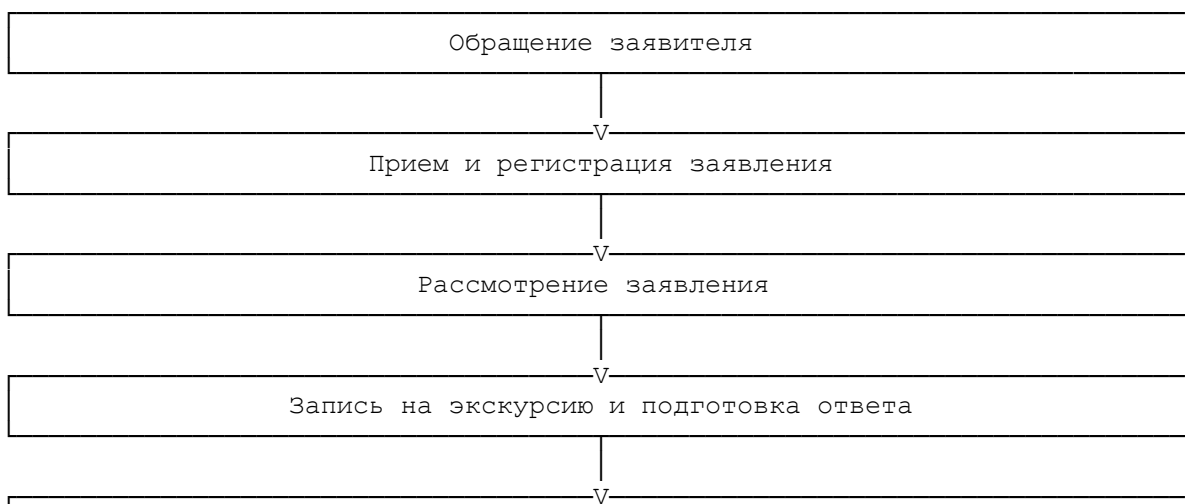 Обращение заявителя
V
Прием и регистрация заявления
V
Рассмотрение заявления
V
Запись на экскурсию и подготовка ответа
V